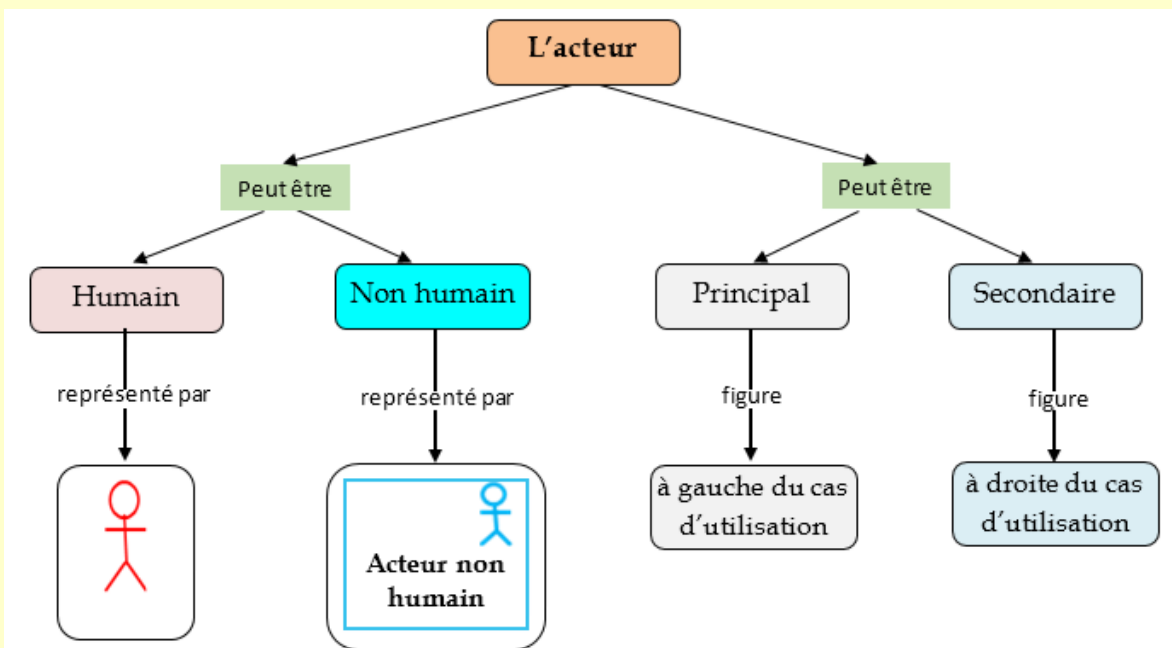 L’acteur
Peut être
Peut être
Humain
Non humain
Principal
Secondaire
représenté par
représenté par
figure
figure
à gauche du cas
d’utilisation
à droite du cas
d’utilisation
Acteur non
humain